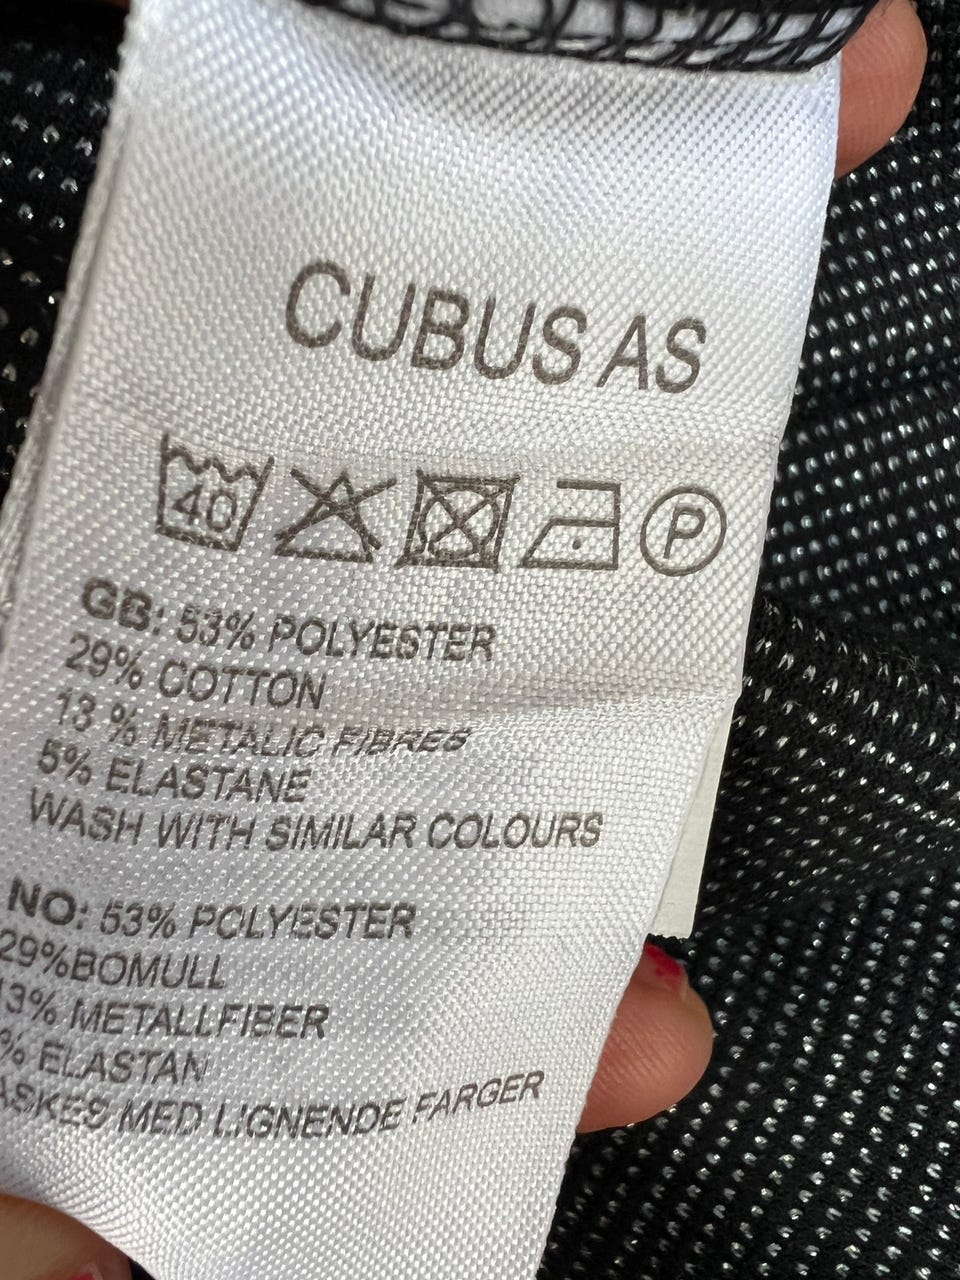 CUBUS AS
40 P
GB: 53% POLYESTER
29% COTTON
13 % METALIC FIBRES
5% ELASTANE
WASH WITH SIMILAR COLOURS
NO: 53% POLYESTER
29%BOMULL
13% METALLFIBER
% ELASTAN
ASKES MED LIGNENDE FARGER